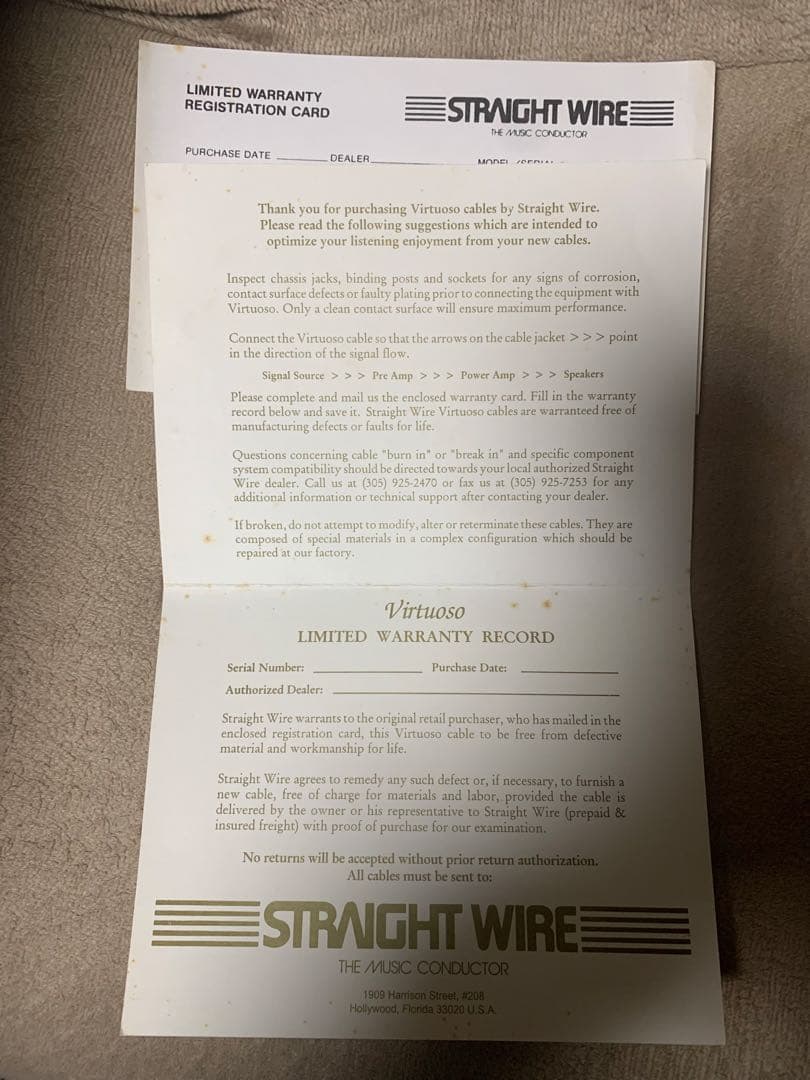 LIMITED WARRANTY
REGISTRATION CARD
STRAIGHT WIRE
THE MUSIC CONDUCTOR
PURCHASE DATE ________ DEALER________
Thank you for purchasing Virtuoso cables by Straight Wire.
Please read the following suggestions which are intended to
optimize your listening enjoyment from your new cables.
Inspect chassis jacks, binding posts and sockets for any signs of corrosion,
contact surface defects or faulty plating prior to connecting the equipment with
Virtuoso. Only a clean contact surface will ensure maximum performance.
Connect the Virtuoso cable so that the arrows on the cable jacket > > > point
in the direction of the signal flow.
Signal Source > > > Pre Amp > > > Power Amp > > > Speakers
Please complete and mail us the enclosed warranty card. Fill in the warranty
record below and save it. Straight Wire Virtuoso cables are warranteed free of
manufacturing defects or faults for life.
Questions concerning cable "burn in" or "break in" and specific component
system compatibility should be directed towards your local authorized Straight
Wire dealer. Call us at (305) 925-2470 or fax us at (305) 925-7253 for any
additional information or technical support after contacting your dealer.
If broken, do not attempt to modify, alter or reterminate these cables. They are
composed of special materials in a complex configuration which should be
repaired at our factory.
Virtuoso
LIMITED WARRANTY RECORD
Serial Number: ________ Purchase Date: ________
Authorized Dealer: ________
Straight Wire warrants to the original retail purchaser, who has mailed in the
enclosed registration card, this Virtuoso cable to be free from defective
material and workmanship for life.
Straight Wire agrees to remedy any such defect or, if necessary, to furnish a
new cable, free of charge for materials and labor, provided the cable is
delivered by the owner or his representative to Straight Wire (prepaid &
insured freight) with proof of purchase for our examination.
No returns will be accepted without prior return authorization.
All cables must be sent to:
STRAIGHT WIRE
THE MUSIC CONDUCTOR
1909 Harrison Street, #208
Hollywood, Florida 33020 U.S.A.